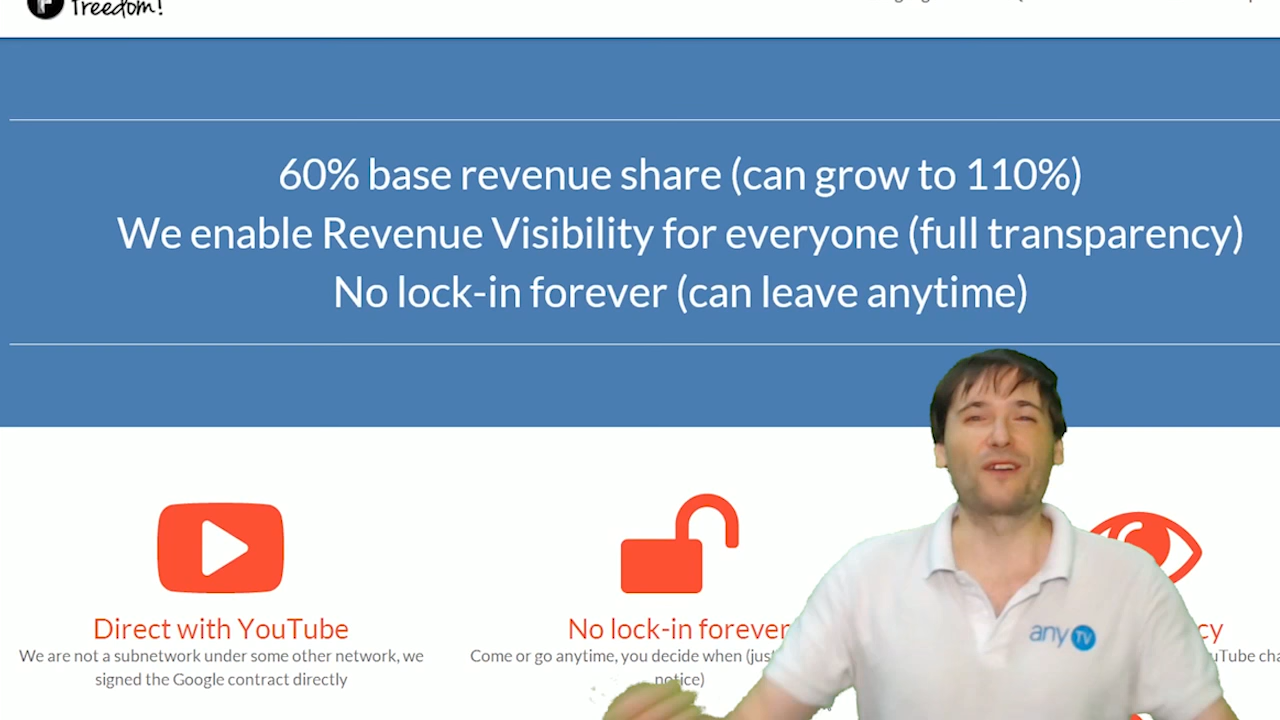 freedom!
60% base revenue share (can grow to 110%)
We enable Revenue Visibility for everyone (full transparency)
No lock-in forever (can leave anytime)
Direct with YouTube
We are not a subnetwork under some other network, we
signed the Google contract directly
No lock-in forever
Come or go anytime, you decide when (just
notice)
any TV